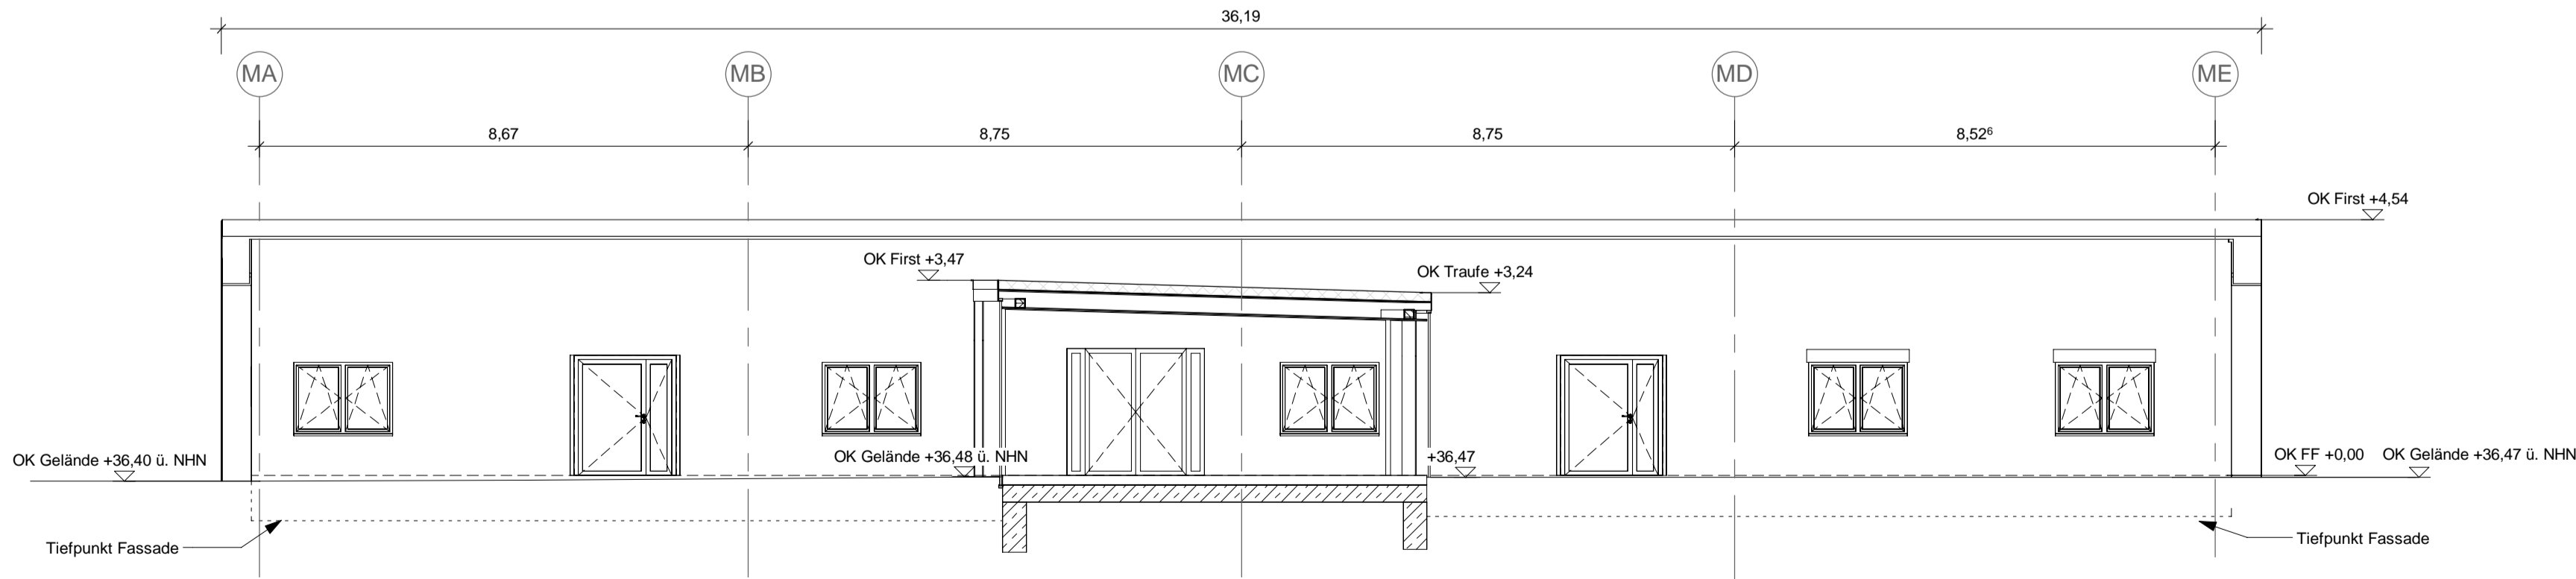 36,19
MA
MB
MC
MD
ME
8,67
8,75
8,75
8,52⁶
OK First +4,54
OK First +3,47
OK Traufe +3,24
OK Gelände +36,40 ü. NHN
OK Gelände +36,48 ü. NHN
+36,47
OK FF +0,00
OK Gelände +36,47 ü. NHN
Tiefpunkt Fassade
Tiefpunkt Fassade